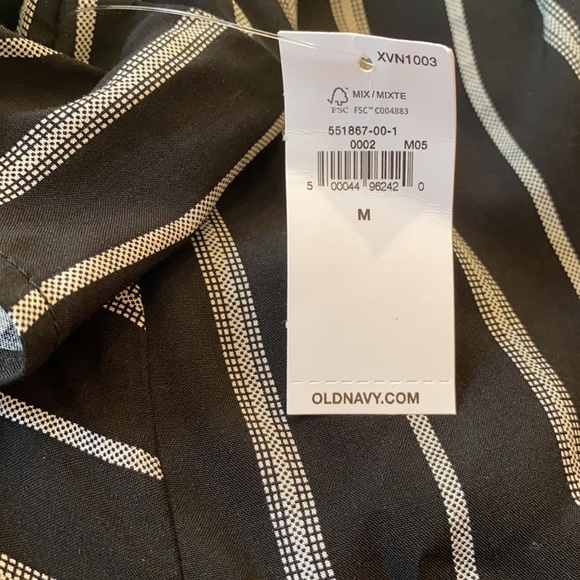 XVN1003
MIX / MIXTE
FSC FSC™ C004883
551867-00-1
0002 M05
5 00044 96242 0
M
OLDNAVY.COM